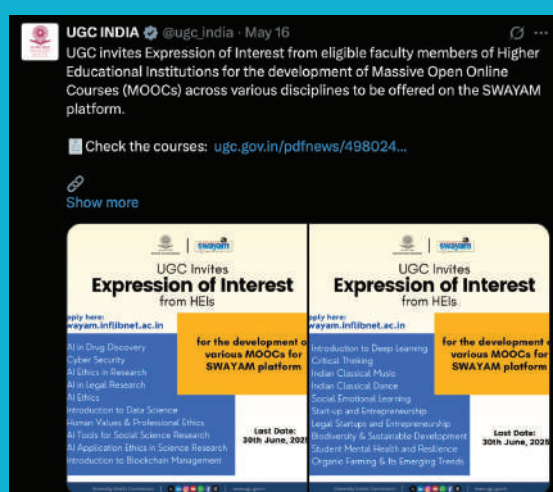 UGC INDIA @ugc_india · May 16
UGC invites Expression of Interest from eligible faculty members of Higher
Educational Institutions for the development of Massive Open Online
Courses (MOOCs) across various disciplines to be offered on the SWAYAM
platform.
Check the courses: ugc.gov.in/pdfnews/498024...
Show more
swayam
UGC Invites
Expression of Interest
from HEIs
pply here:
wayam.inflibnet.ac.in
for the development o
various MOOCs for
SWAYAM platform
AI in Drug Discovery
Cyber Security
AI Ethics in Research
AI in Legal Research
AI Ethics
Introduction to Data Science
Human Values & Professional Ethics
AI Tools for Social Science Research
AI Application Ethics in Science Research
Introduction to Blockchain Management
Last Date:
30th June, 2025
swayam
UGC Invites
Expression of Interest
from HEIs
pply here:
wayam.inflibnet.ac.in
for the development o
various MOOCs for
SWAYAM platform
Introduction to Deep Learning
Critical Thinking
Indian Classical Music
Indian Classical Dance
Social Emotional Learning
Start-up and Entrepreneurship
Legal Startups and Entrepreneurship
Biodiversity & Sustainable Development
Student Mental Health and Resilience
Organic Farming & Its Emerging Trends
Last Date:
30th June, 2025